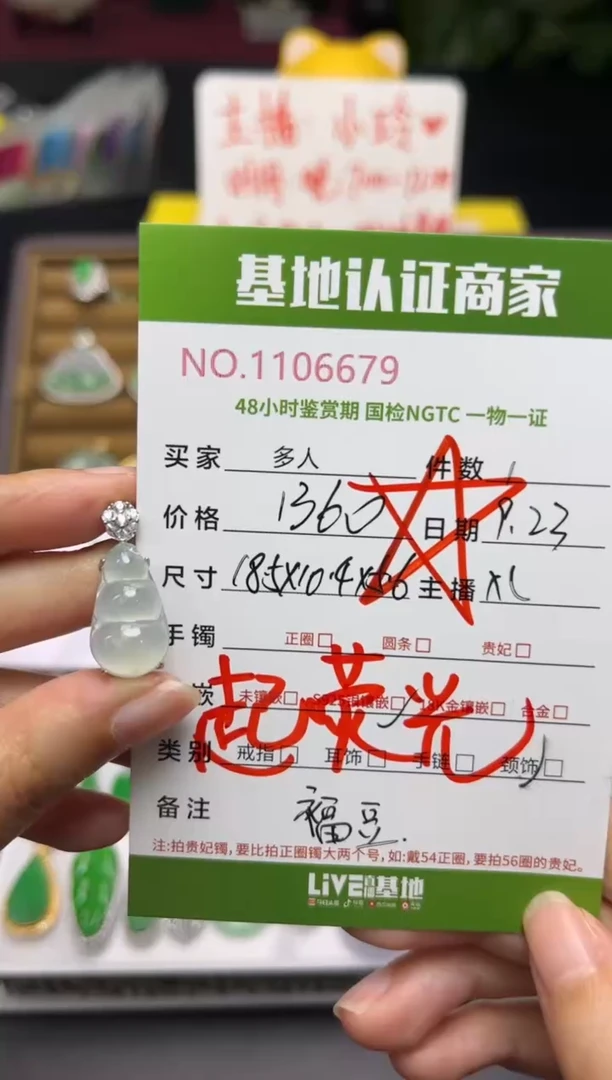 主播 小玲♥
基地认证商家
NO.1106679
48小时鉴赏期 国检NGTC 一物一证
买家 多人 件数 1
价格 1360 日期 9.23
尺寸 18.5X10.4X5.6 主播 XL
手镯 正圈□ 圆条□ 贵妃□
嵌 未镶嵌□ S925银镶嵌□ 18K金镶嵌□ 合金□
起荧光
类别 戒指□ 耳饰□ 手链□ 颈饰□
备注 福豆.
注:拍贵妃镯,要比拍正圈镯大两个号,如:戴54正圈,要拍56圈的贵妃。
LiVE直播基地